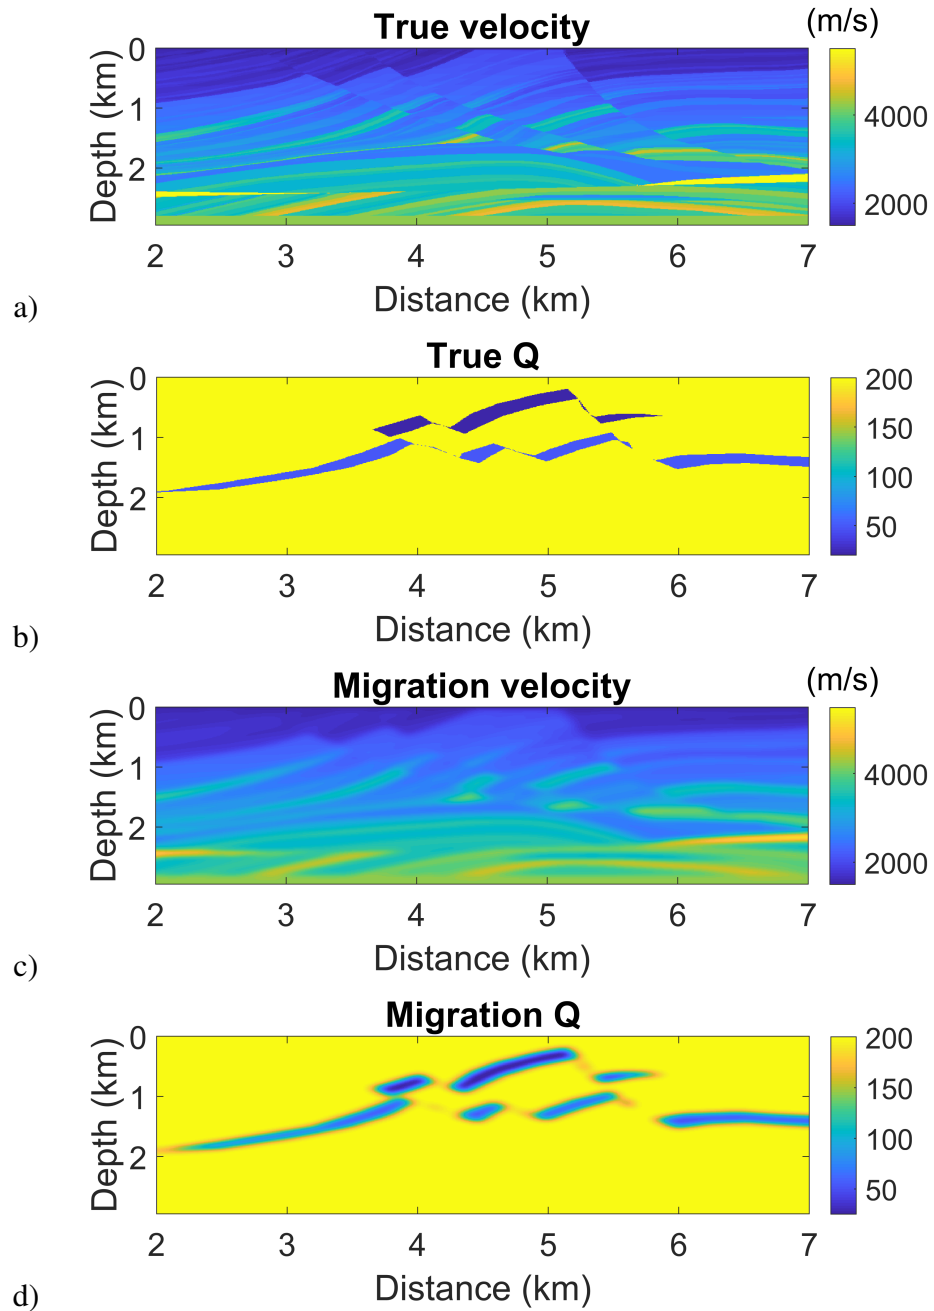 True velocity
(m/s)
Depth (km)
0
1
2
2 3 4 5 6 7
Distance (km)
4000
2000
a)
True Q
Depth (km)
0
1
2
2 3 4 5 6 7
Distance (km)
200
150
100
50
b)
Migration velocity
(m/s)
Depth (km)
0
1
2
2 3 4 5 6 7
Distance (km)
4000
2000
c)
Migration Q
Depth (km)
0
1
2
2 3 4 5 6 7
Distance (km)
200
150
100
50
d)